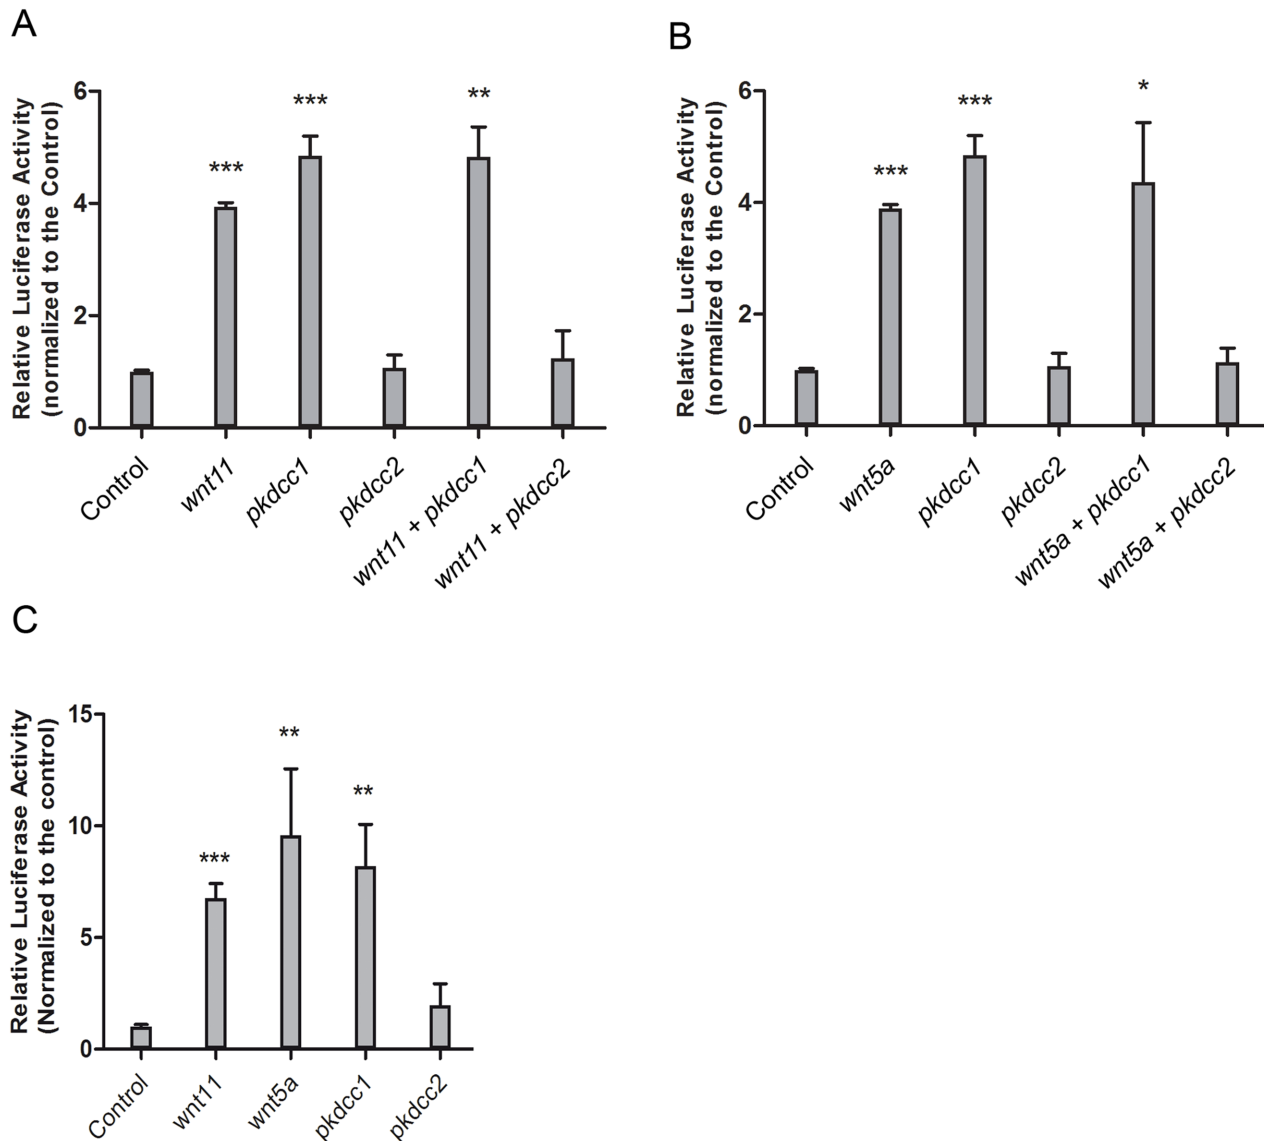 A
Relative Luciferase Activity
(normalized to the Control)
6
4
2
0
***
***
**
Control
wnt11
pkdcc1
pkdcc2
wnt11 + pkdcc1
wnt11 + pkdcc2
B
Relative Luciferase Activity
(normalized to the Control)
6
4
2
0
***
***
*
Control
wnt5a
pkdcc1
pkdcc2
wnt5a + pkdcc1
wnt5a + pkdcc2
C
Relative Luciferase Activity
(Normalized to the control)
15
10
5
0
***
**
**
Control
wnt11
wnt5a
pkdcc1
pkdcc2